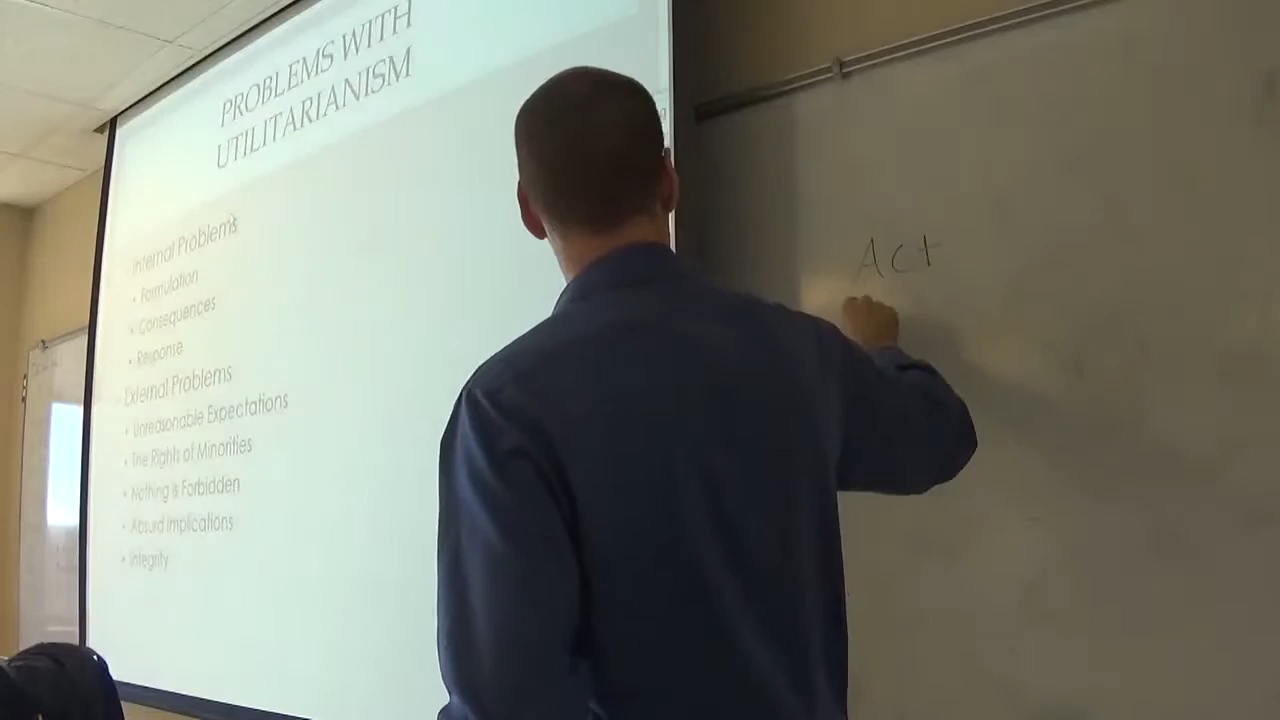 PROBLEMS WITH
UTILITARIANISM
Internal Problems
• Formulation
• Consequences
• Response
External Problems
• Unreasonable Expectations
• The Rights of Minorities
• Nothing is Forbidden
• Absurd Implications
• Integrity
Act